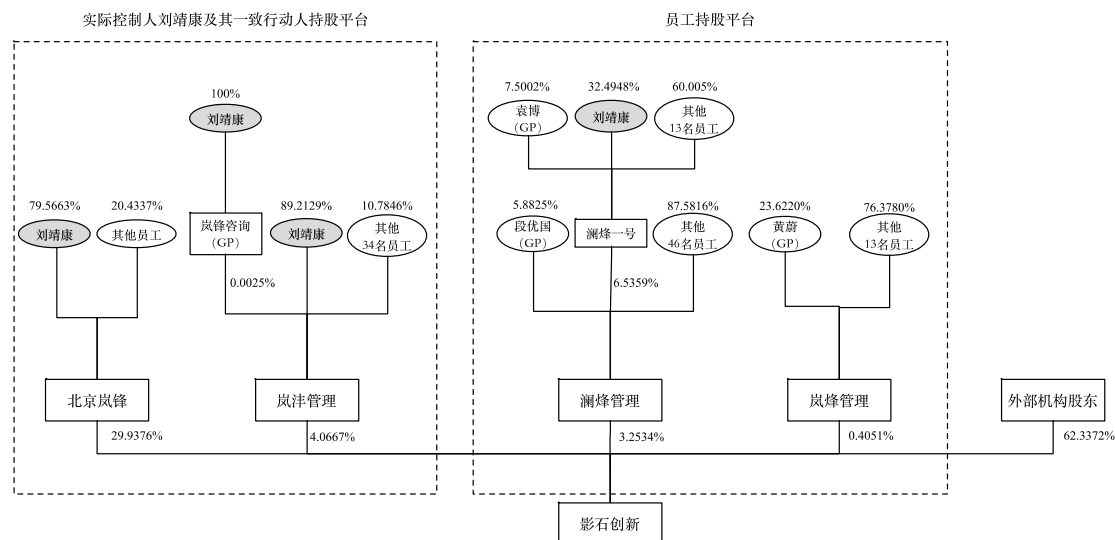 实际控制人刘靖康及其一致行动人持股平台
员工持股平台
100%
刘靖康
7.5002%
32.4948%
60.005%
袁博
（GP）
刘靖康
其他
13名员工
79.5663%
20.4337%
89.2129%
10.7846%
刘靖康
其他员工
岚锋咨询
（GP）
刘靖康
其他
34名员工
0.0025%
5.8825%
87.5816%
23.6220%
76.3780%
段优国
（GP）
澜烽一号
其他
46名员工
黄蔚
（GP）
其他
13名员工
6.5359%
北京岚锋
岚沣管理
澜烽管理
岚烽管理
外部机构股东
29.9376%
4.0667%
3.2534%
0.4051%
62.3372%
影石创新